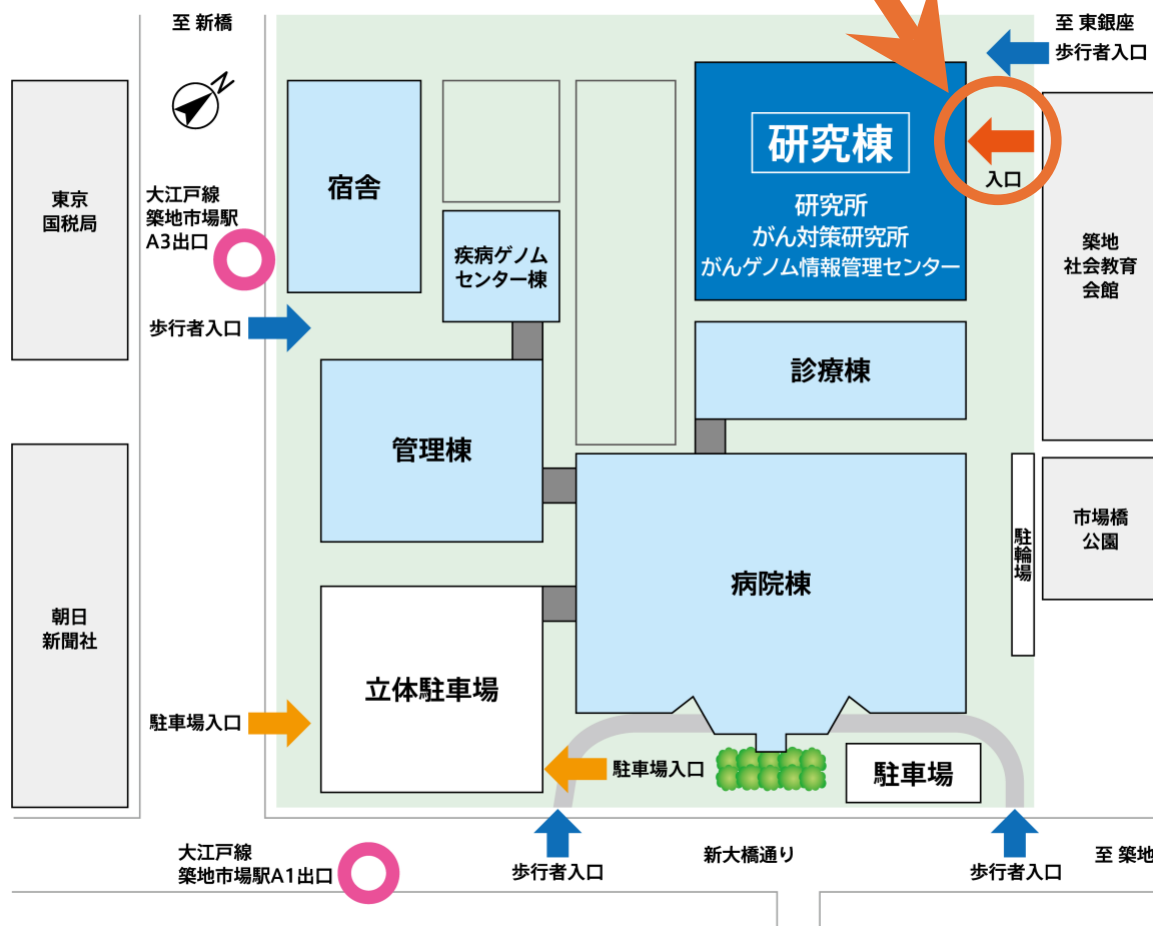 至 新橋
至 東銀座
歩行者入口
N
東京
国税局
大江戸線
築地市場駅
A3出口
宿舎
疾病ゲノム
センター棟
研究棟
研究所
がん対策研究所
がんゲノム情報管理センター
入口
築地
社会教育
会館
歩行者入口
管理棟
診療棟
朝日
新聞社
病院棟
駐輪場
市場橋
公園
立体駐車場
駐車場入口
駐車場入口
駐車場
大江戸線
築地市場駅A1出口
歩行者入口
新大橋通り
歩行者入口
至 築地